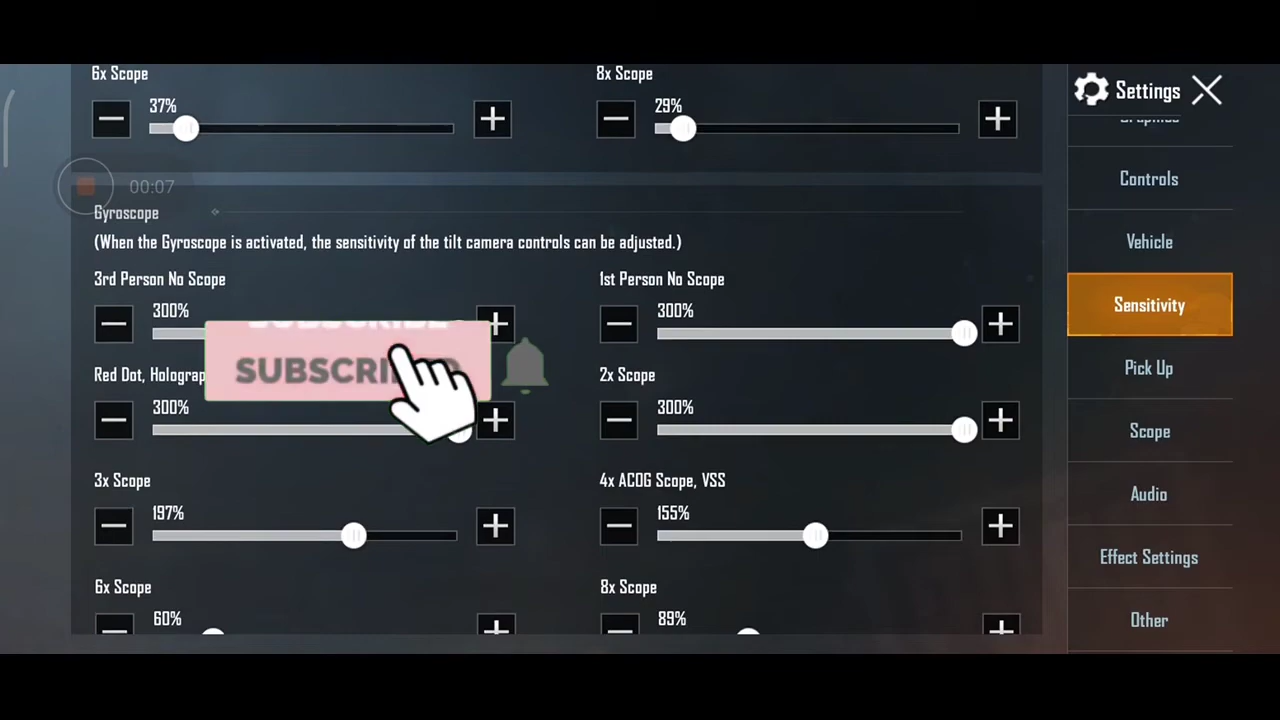 6x Scope
8x Scope
37%
29%
Settings
Graphics
Controls
Vehicle
Sensitivity
Pick Up
Scope
Audio
Effect Settings
Other
00:07
Gyroscope
(When the Gyroscope is activated, the sensitivity of the tilt camera controls can be adjusted.)
3rd Person No Scope
1st Person No Scope
300%
300%
SUBSCRIBE
Red Dot,
2x Scope
300%
300%
3x Scope
4x ACOG Scope, VSS
197%
155%
6x Scope
8x Scope
60%
89%